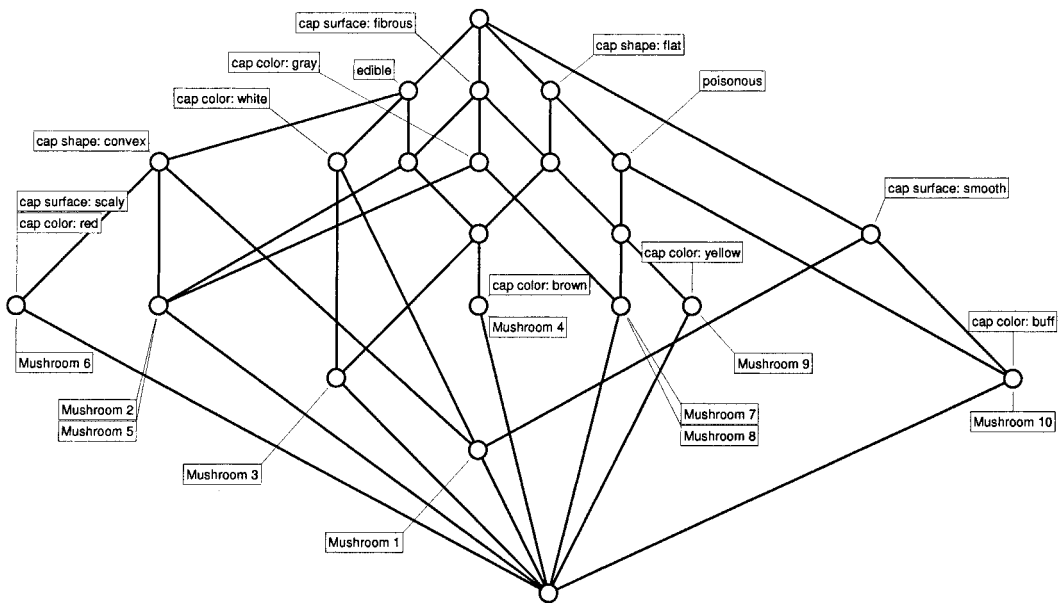 cap surface: fibrous
cap shape: flat
cap color: gray
edible
poisonous
cap color: white
cap shape: convex
cap surface: smooth
cap surface: scaly
cap color: red
cap color: yellow
cap color: brown
Mushroom 4
cap color: buff
Mushroom 6
Mushroom 9
Mushroom 2
Mushroom 5
Mushroom 7
Mushroom 8
Mushroom 10
Mushroom 3
Mushroom 1